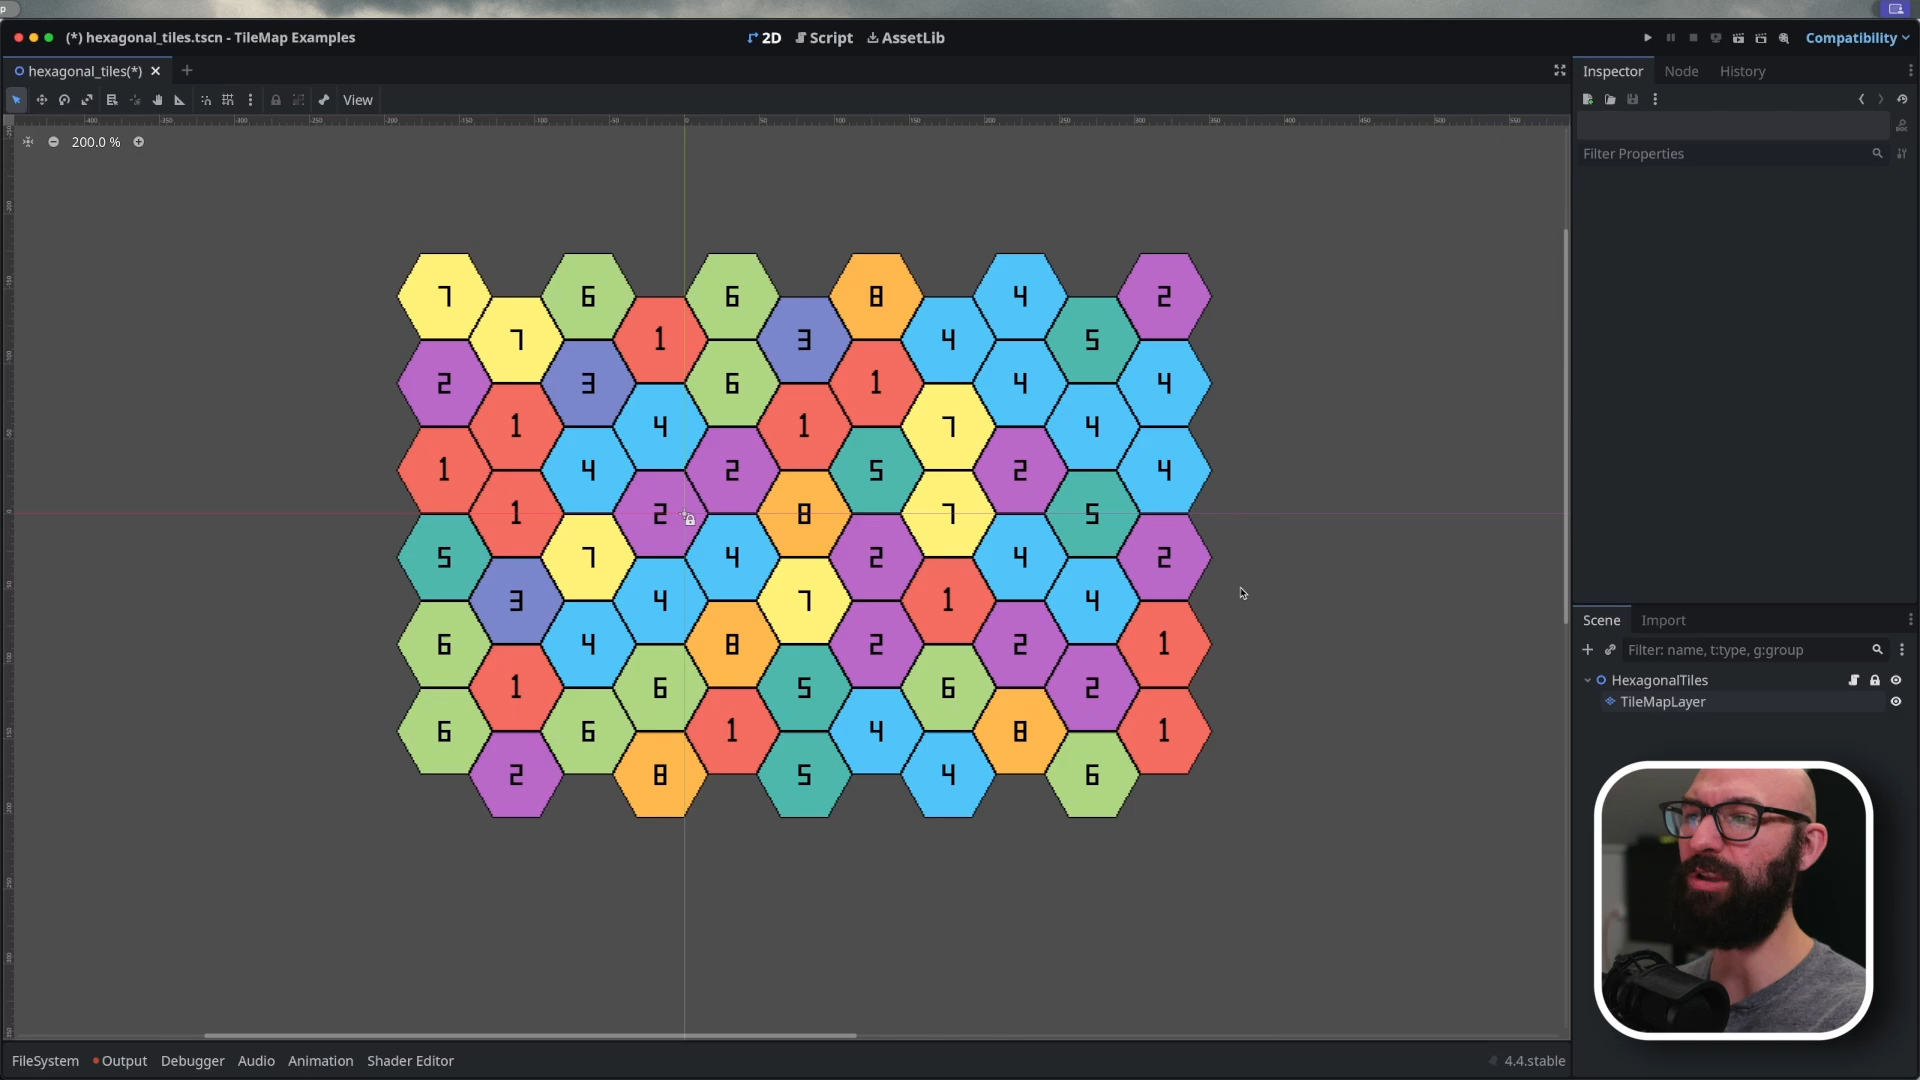 (*) hexagonal_tiles.tscn - TileMap Examples
2D Script AssetLib
Compatibility
hexagonal_tiles(*)
View
200.0 %
Inspector Node History
Filter Properties
7 6 6 8 4 2
7 1 3 4 5
2 3 6 1 4 4
1 4 1 7 4
1 4 2 5 2 4
1 2 8 7 5
5 7 4 2 4 2
3 4 7 1 4
6 4 8 2 2 1
1 6 5 6 2
6 6 1 4 8 1
2 8 5 4 6
Scene Import
Filter: name, t:type, g:group
HexagonalTiles
TileMapLayer
FileSystem Output Debugger Audio Animation Shader Editor
4.4.stable